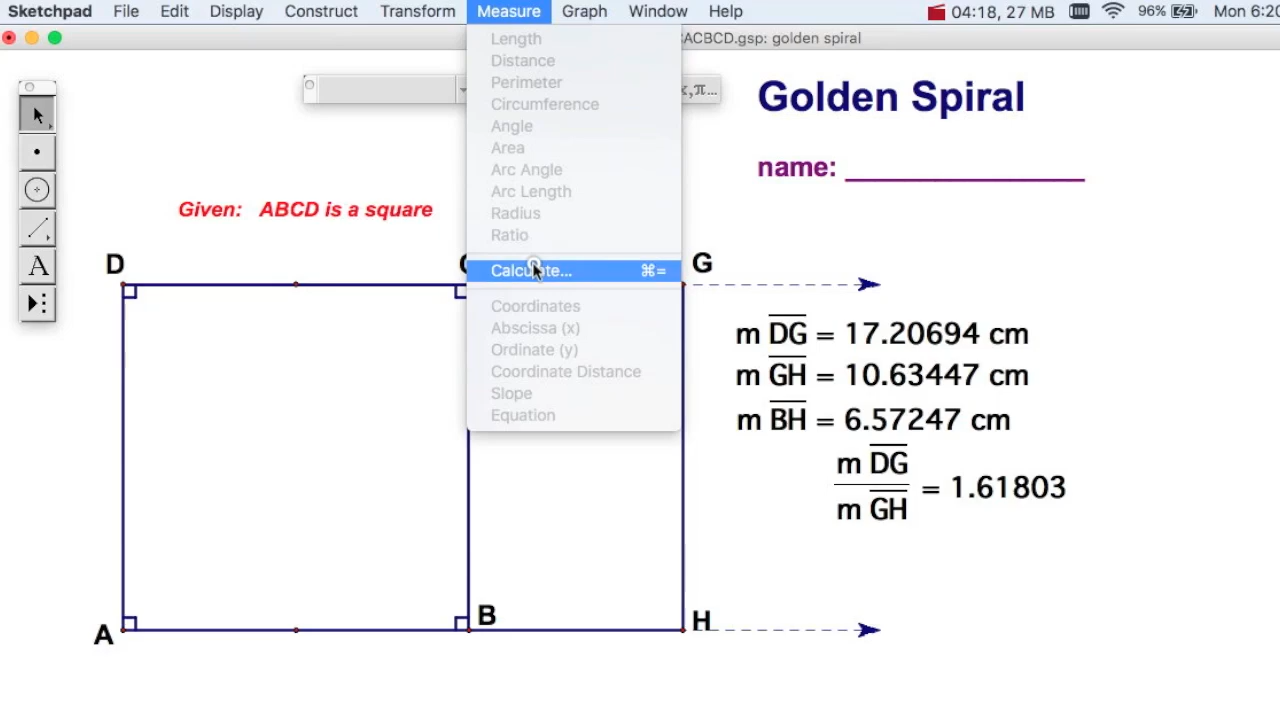 Sketchpad File Edit Display Construct Transform Measure Graph Window Help 04:18, 27 MB 96% Mon 6:20
ACBCD.gsp: golden spiral
Length
Distance
Perimeter
Circumference
Angle
Area
Arc Angle
Arc Length
Radius
Ratio
Calculate... ⌘=
Coordinates
Abscissa (x)
Ordinate (y)
Coordinate Distance
Slope
Equation
,π...
A
Golden Spiral
name: _______________
Given: ABCD is a square
D
G
m DG = 17.20694 cm
m GH = 10.63447 cm
m BH = 6.57247 cm
m DG
m GH
= 1.61803
A
B
H